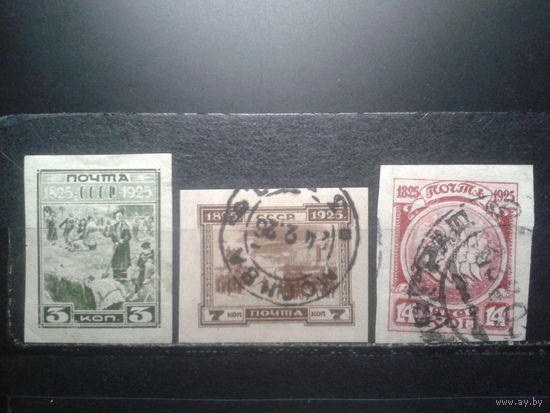 ПОЧТА
1825 СССР 1925
3 КОП. 3
1825 СССР 1925
МОСКВА
7 КОП ПОЧТА КОП 7
1825 ПОЧТА 1925
14 14
www.ay.by